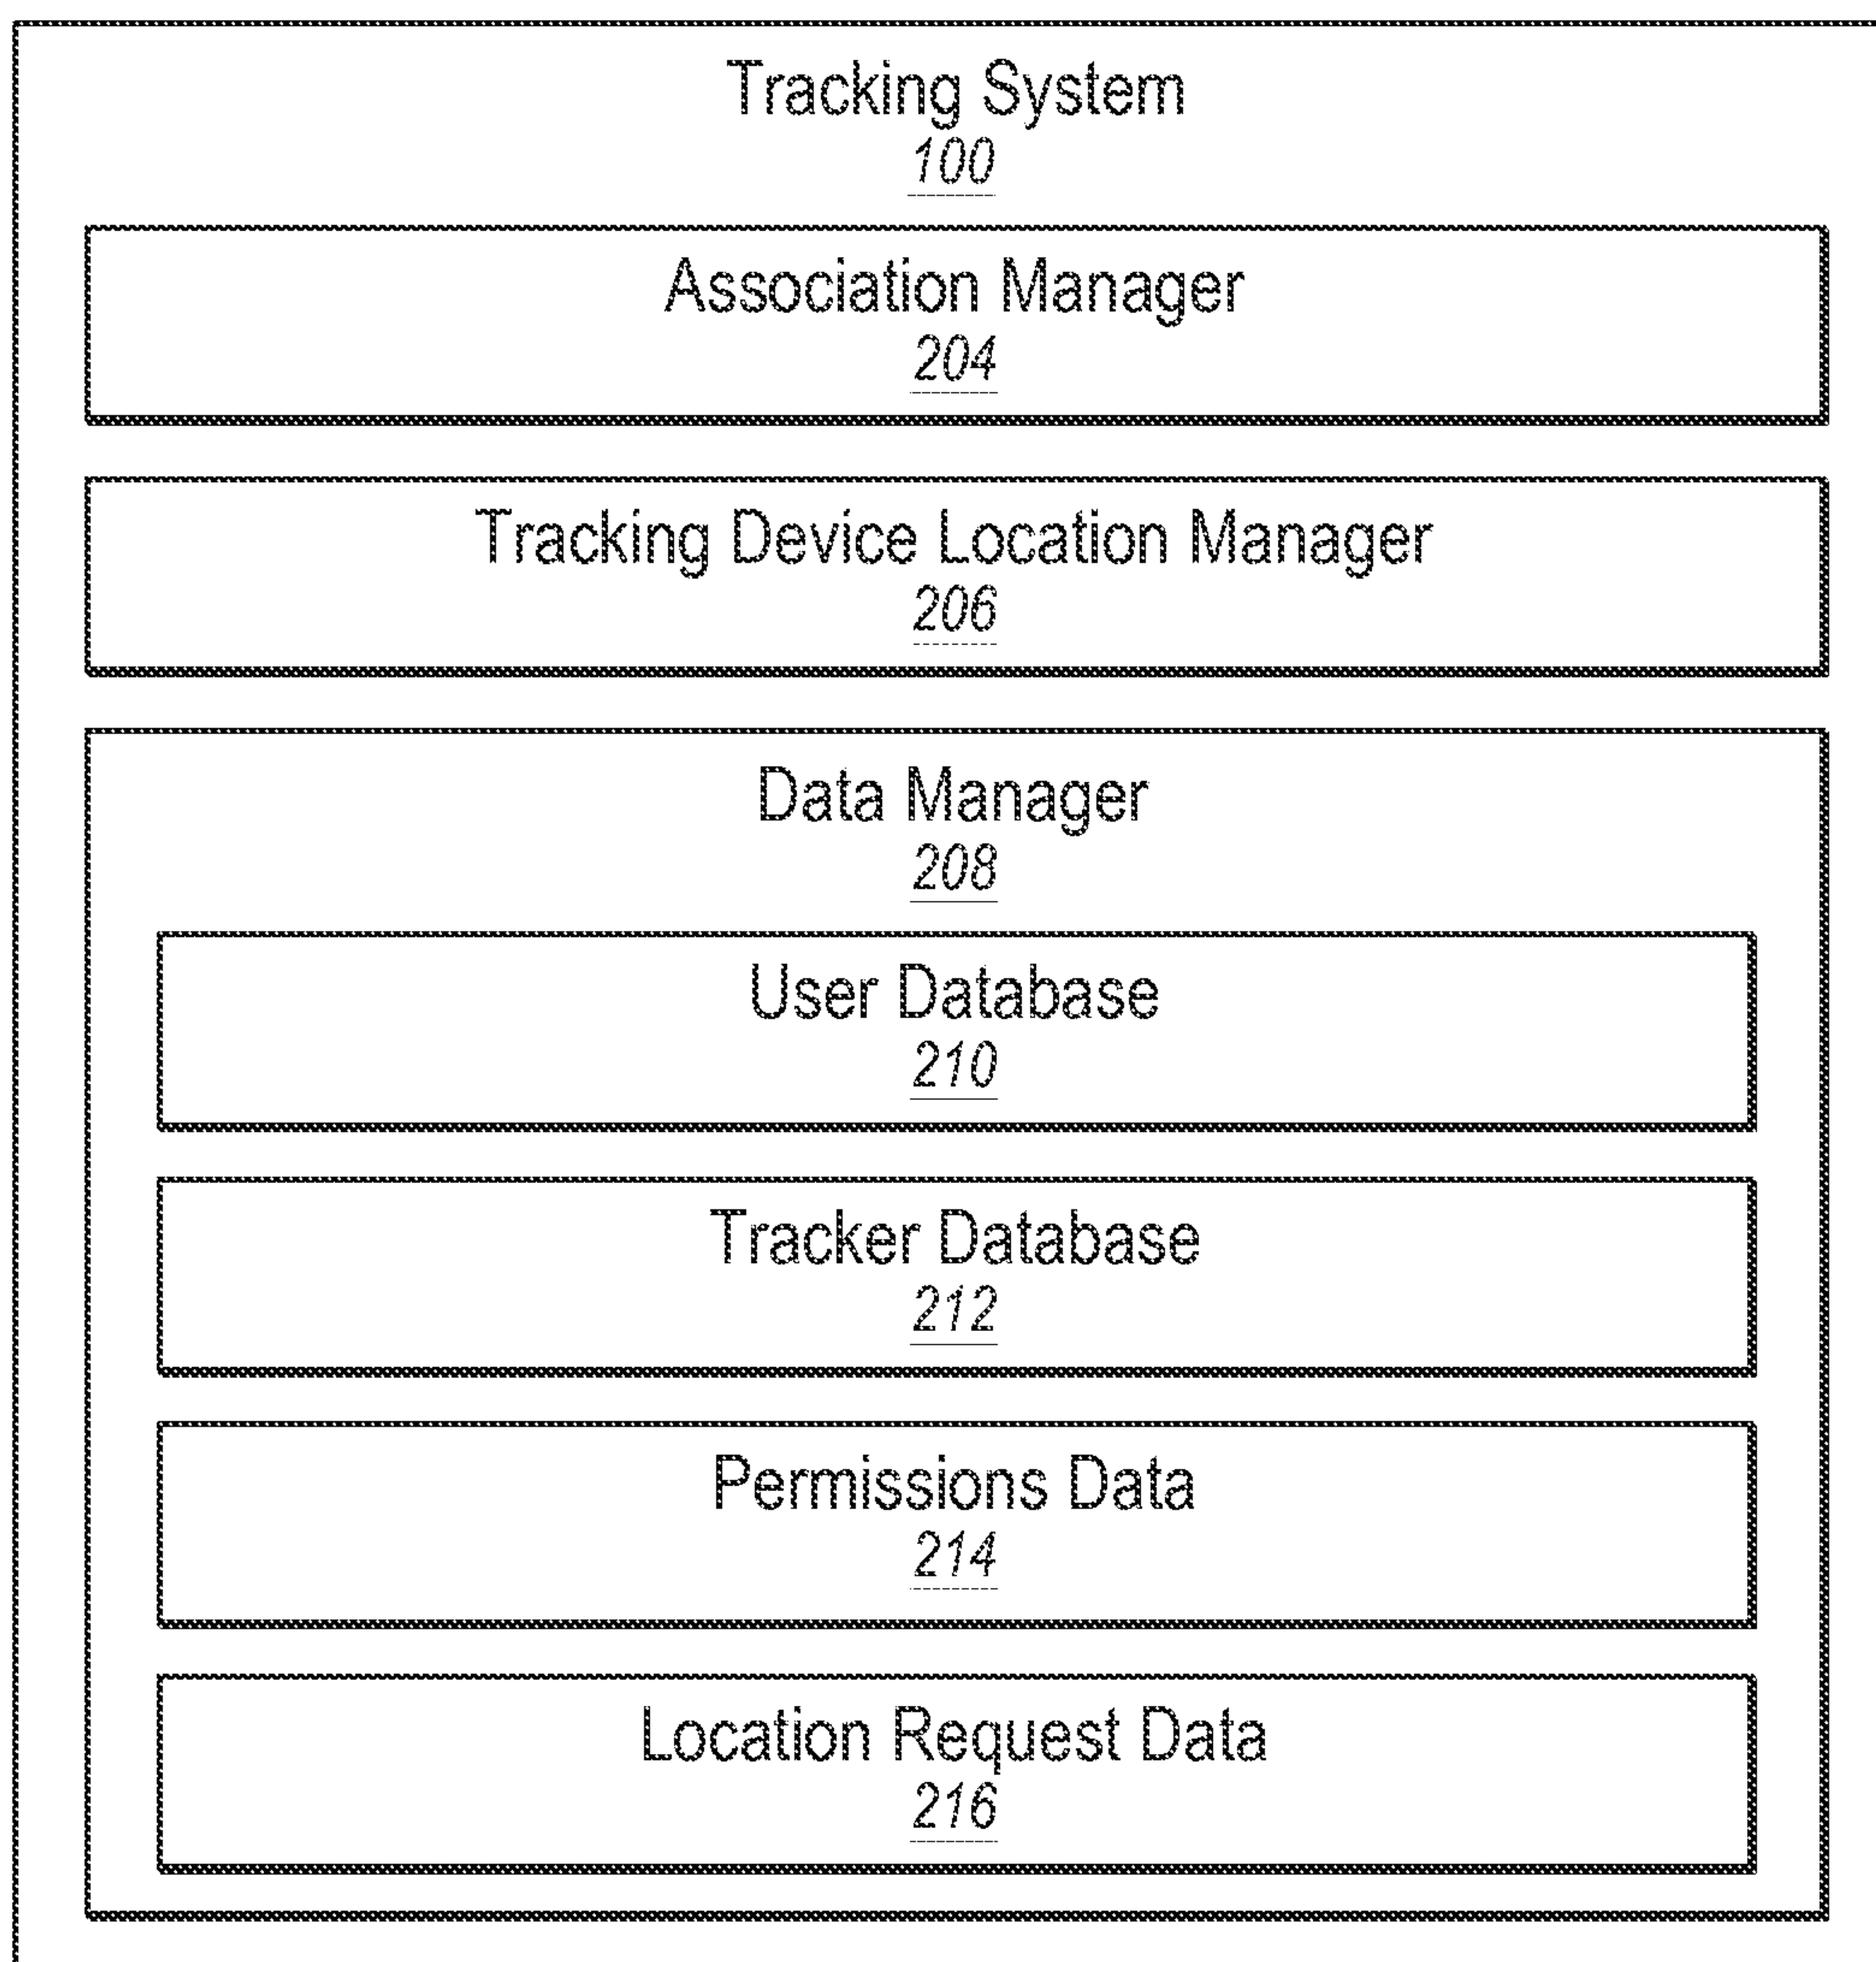 Tracking System
100
Association Manager
204
Tracking Device Location Manager
206
Data Manager
208
User Database
210
Tracker Database
212
Permissions Data
214
Location Request Data
216